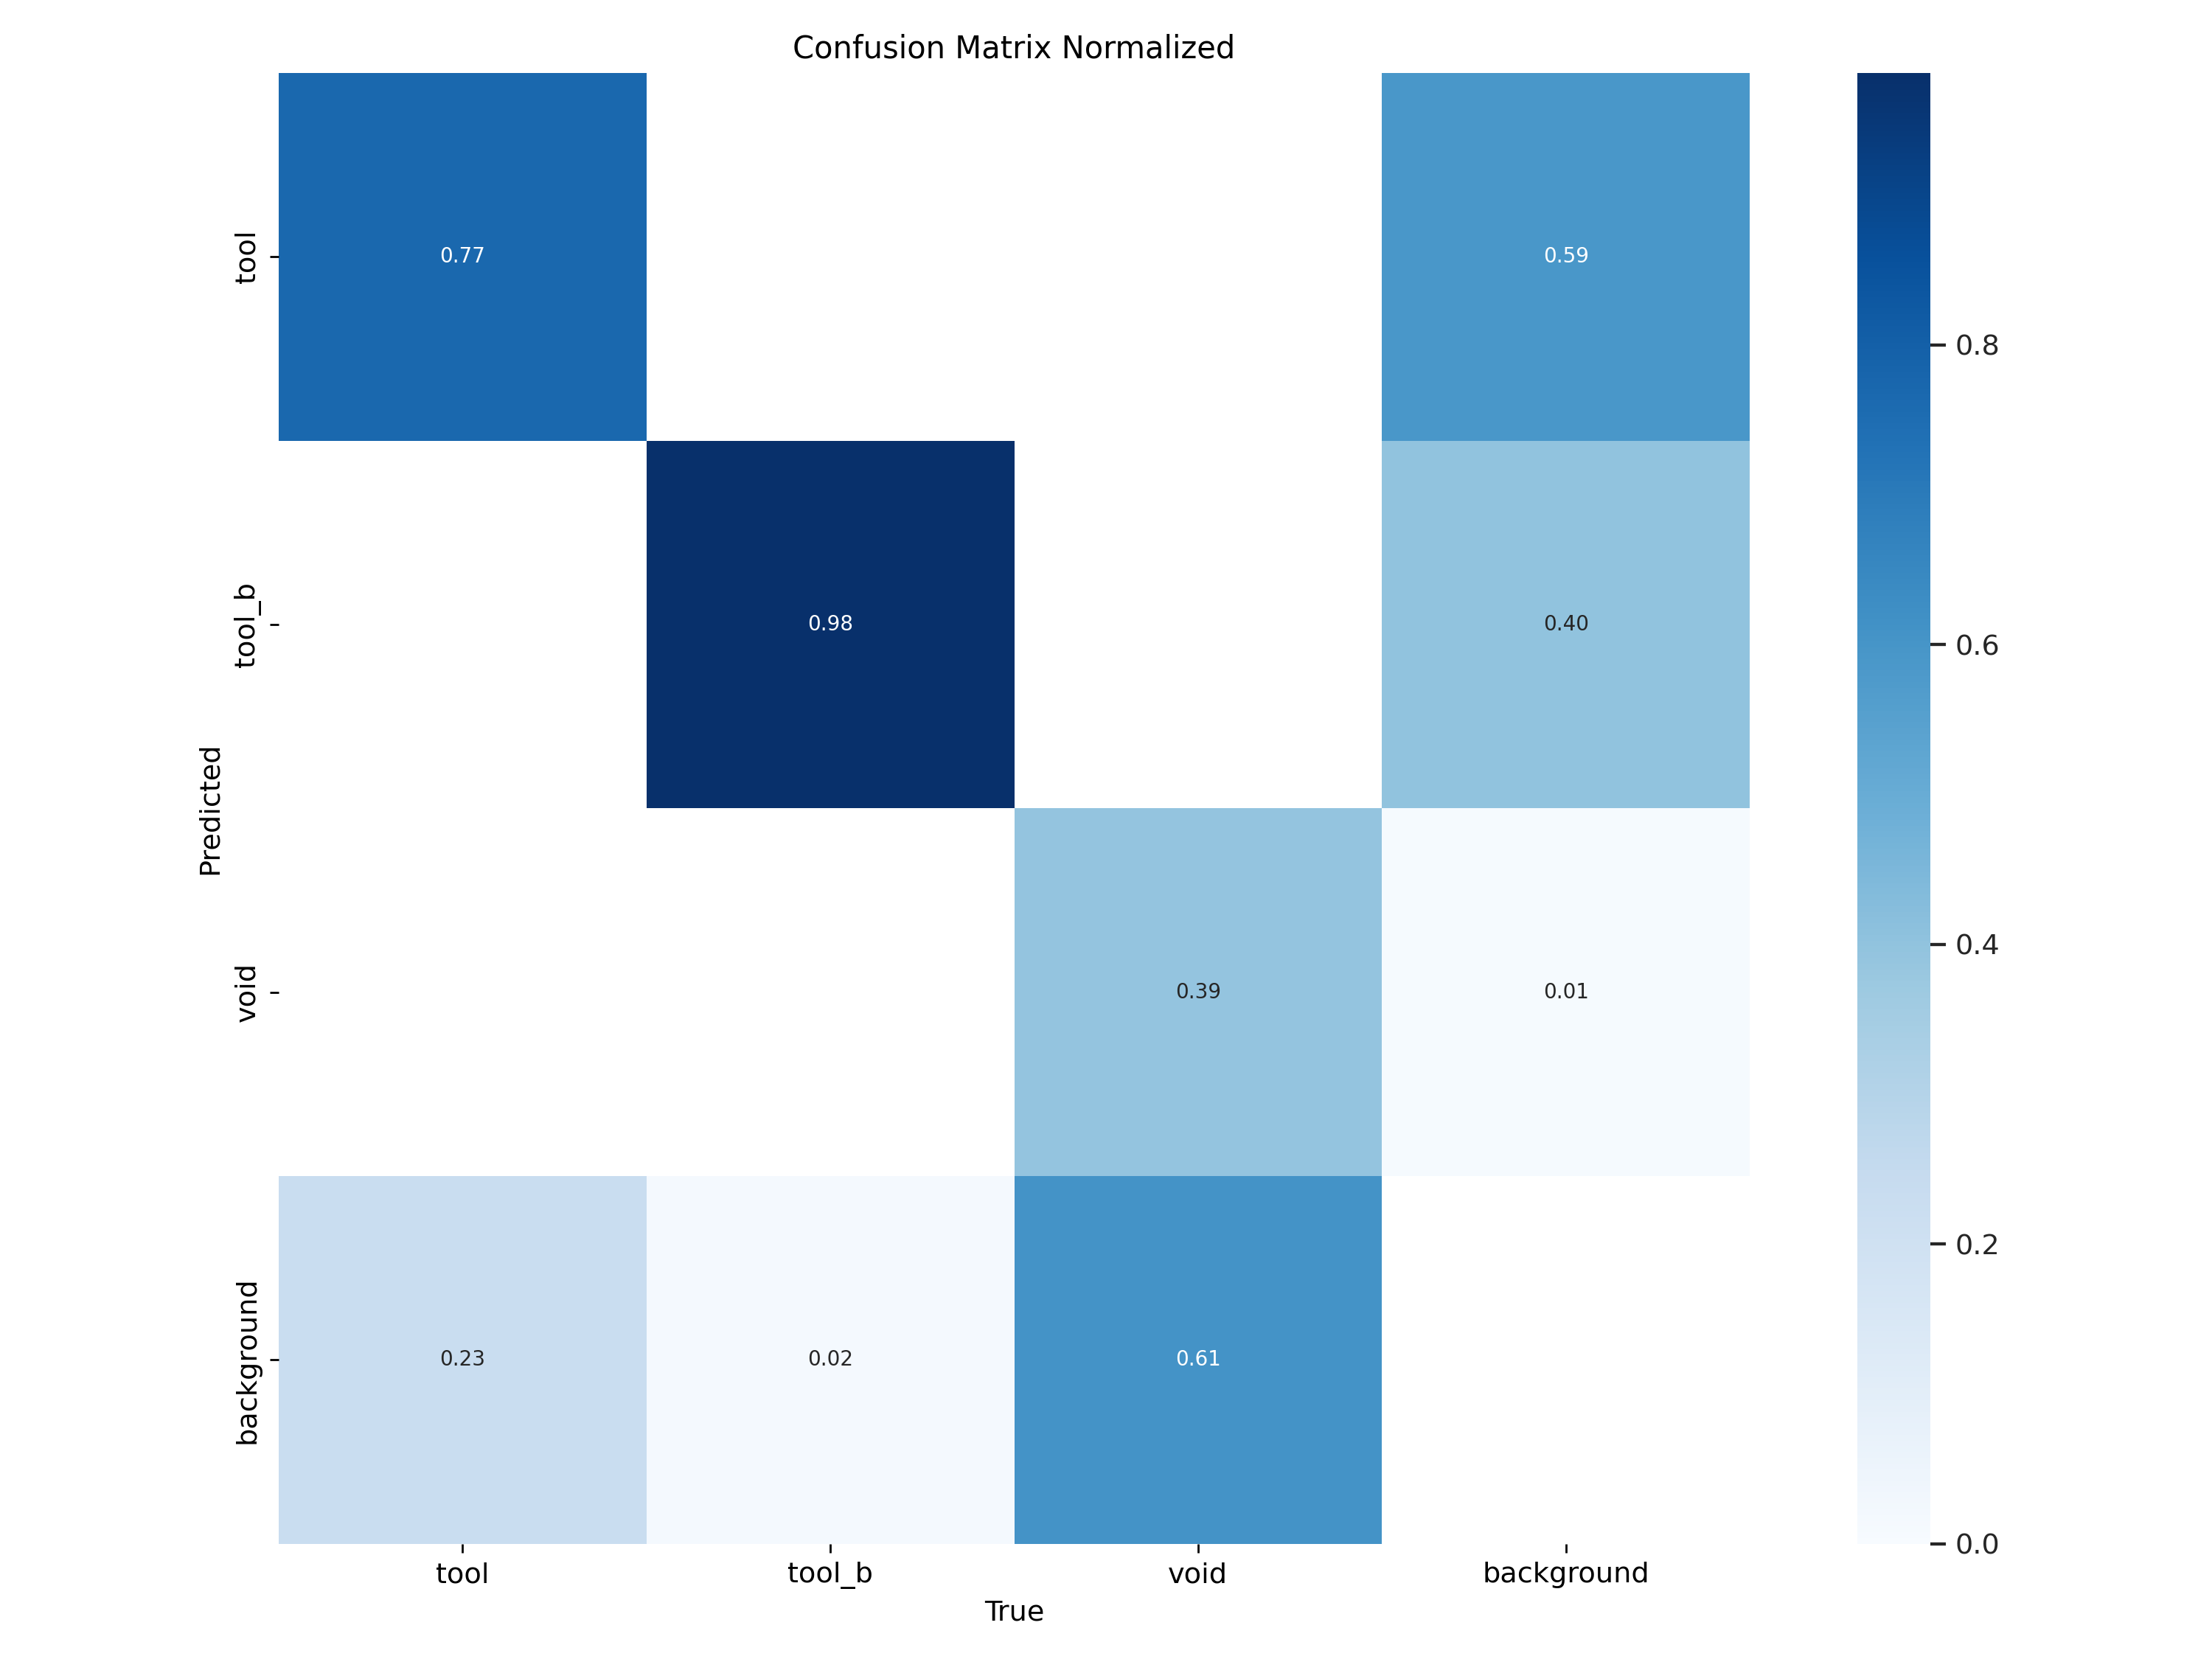 Confusion Matrix Normalized
tool
0.77
0.59
0.8
tool_b
0.98
0.40
0.6
Predicted
void
0.39
0.01
0.4
background
0.23
0.02
0.61
0.2
0.0
tool
tool_b
void
background
True